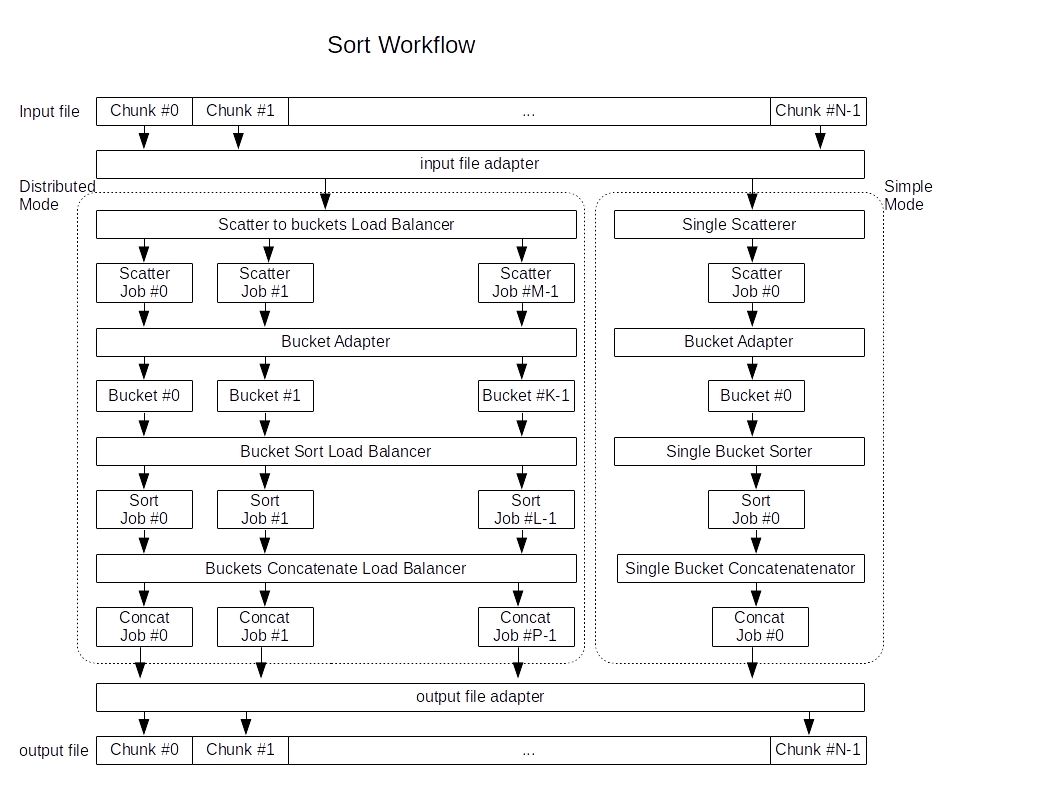 Sort Workflow
Input file
Chunk #0
Chunk #1
...
Chunk #N-1
input file adapter
Distributed
Mode
Simple
Mode
Scatter to buckets Load Balancer
Single Scatterer
Scatter
Job #0
Scatter
Job #1
Scatter
Job #M-1
Scatter
Job #0
Bucket Adapter
Bucket Adapter
Bucket #0
Bucket #1
Bucket #K-1
Bucket #0
Bucket Sort Load Balancer
Single Bucket Sorter
Sort
Job #0
Sort
Job #1
Sort
Job #L-1
Sort
Job #0
Buckets Concatenate Load Balancer
Single Bucket Concatenatenator
Concat
Job #0
Concat
Job #1
Concat
Job #P-1
Concat
Job #0
output file adapter
output file
Chunk #0
Chunk #1
...
Chunk #N-1